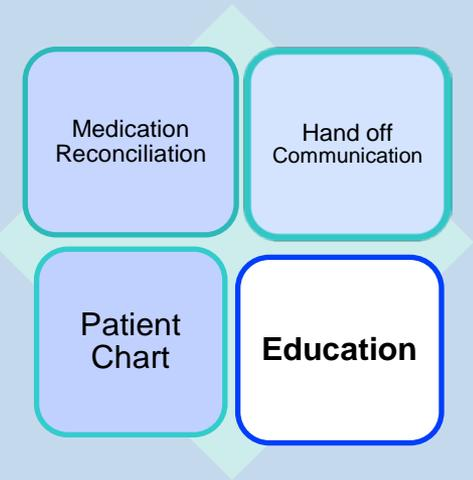 Medication
Reconciliation
Hand off
Communication
Patient
Chart
Education